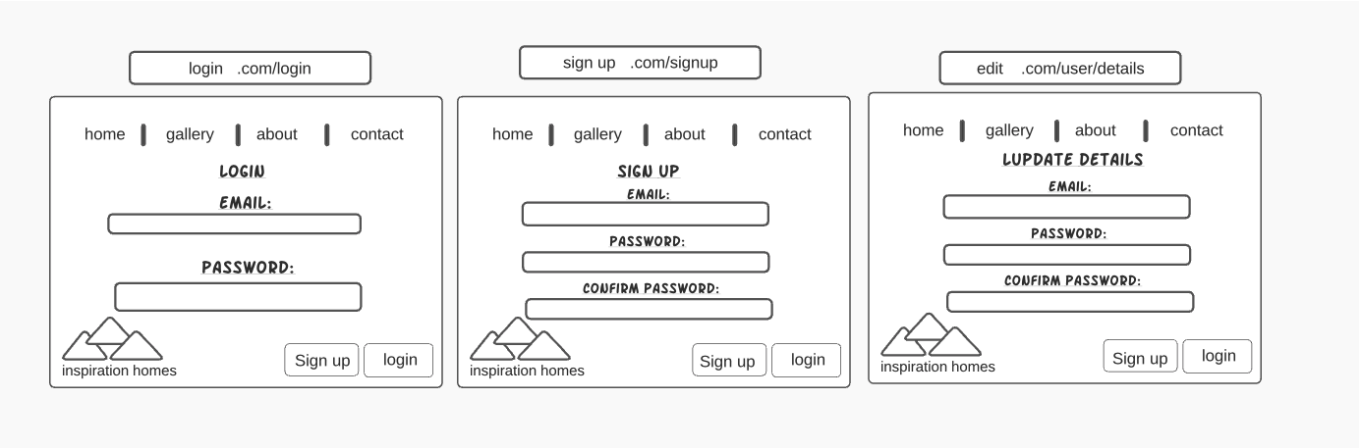 login .com/login
home gallery about contact
LOGIN
EMAIL:
PASSWORD:
inspiration homes
Sign up login
sign up .com/signup
home gallery about contact
SIGN UP
EMAIL:
PASSWORD:
CONFIRM PASSWORD:
inspiration homes
Sign up login
edit .com/user/details
home gallery about contact
LUPDATE DETAILS
EMAIL:
PASSWORD:
CONFIRM PASSWORD:
inspiration homes
Sign up login